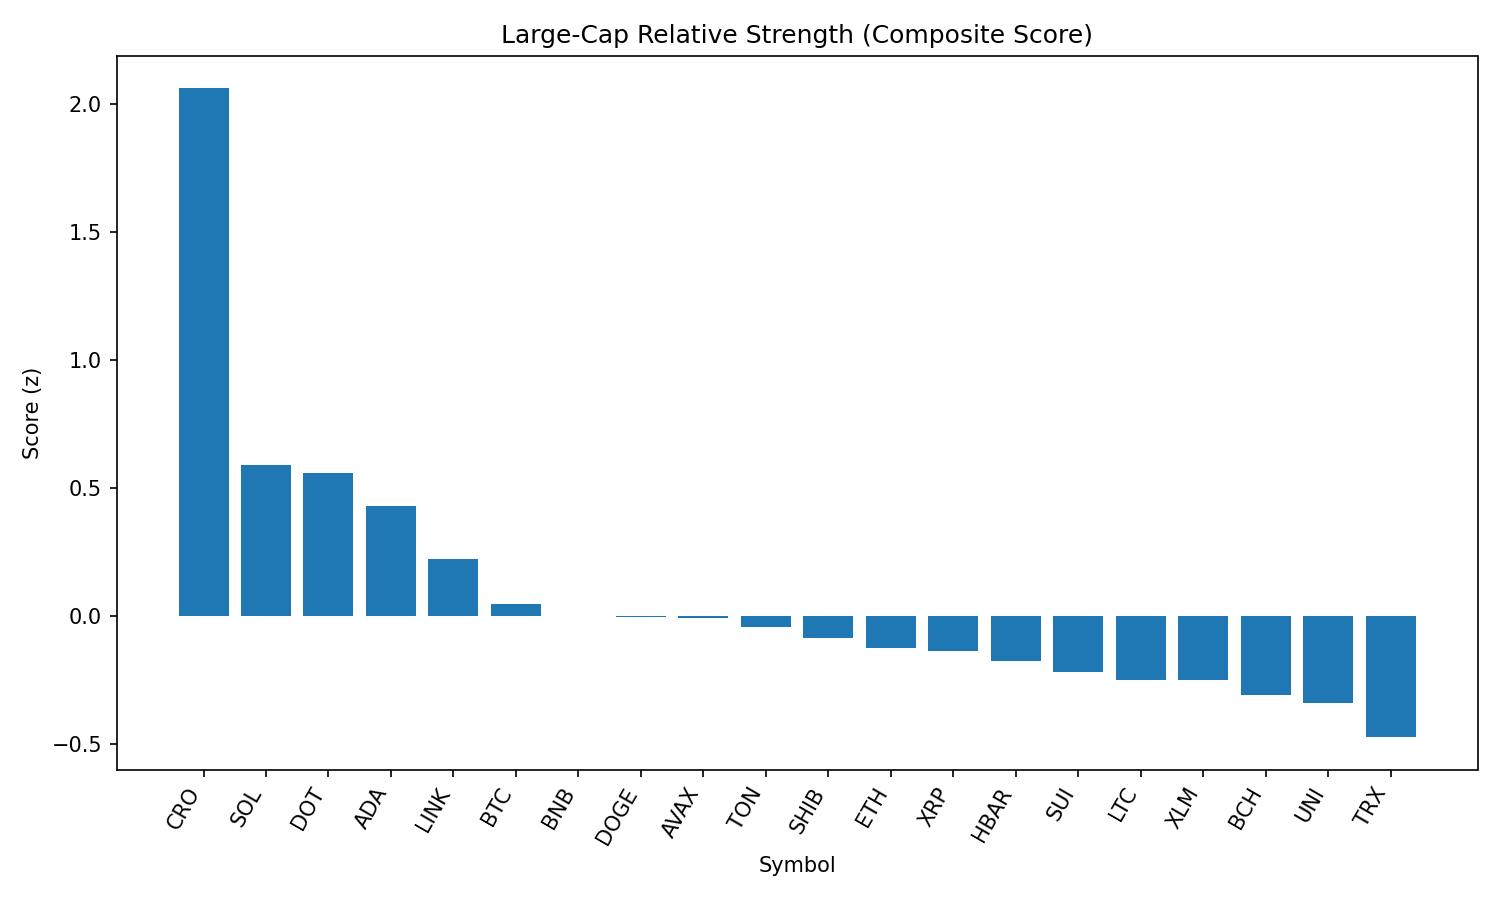 Large-Cap Relative Strength (Composite Score)
Score (z)
2.0
1.5
1.0
0.5
0.0
−0.5
CRO
SOL
DOT
ADA
LINK
BTC
BNB
DOGE
AVAX
TON
SHIB
ETH
XRP
HBAR
SUI
LTC
XLM
BCH
UNI
TRX
Symbol